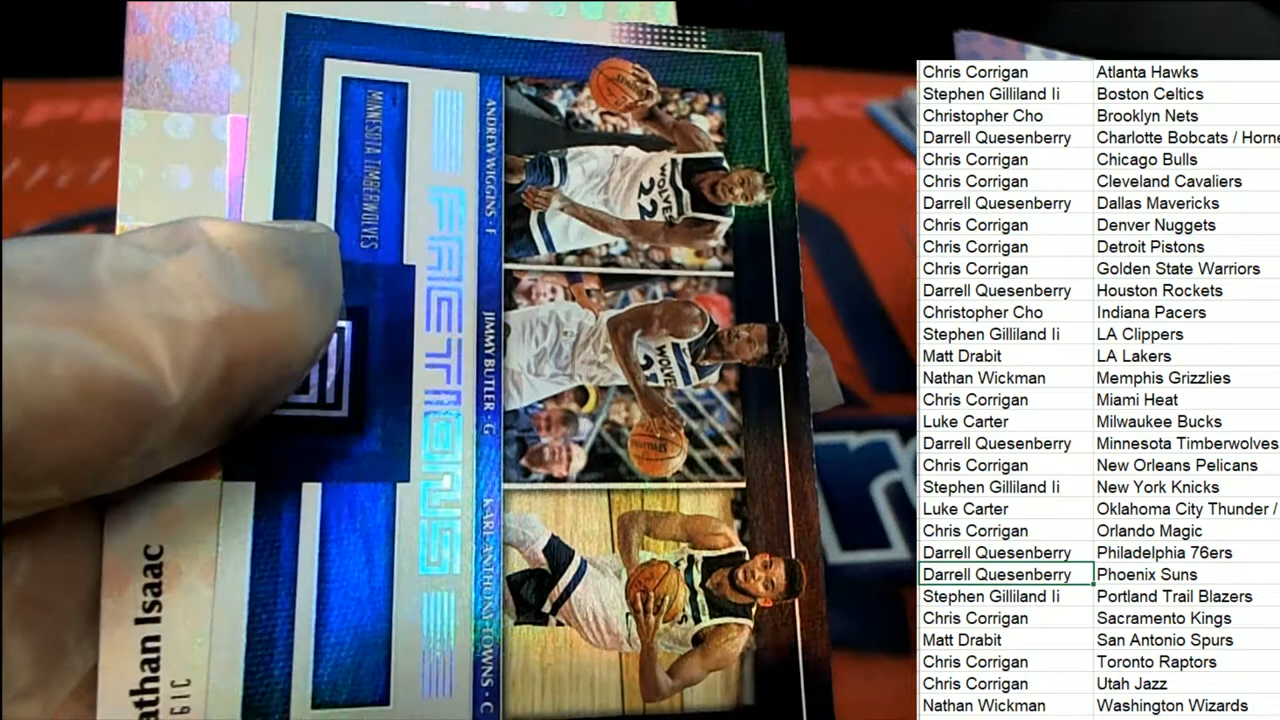 MINNESOTA TIMBERWOLVES
FACTIONS
ANDREW WIGGINS · F
JIMMY BUTLER · G
KARL-ANTHONY TOWNS · C
WOLVES
22
WOLVES
SPALDING
athan Isaac
GIC
Chris Corrigan Atlanta Hawks
Stephen Gilliland Ii Boston Celtics
Christopher Cho Brooklyn Nets
Darrell Quesenberry Charlotte Bobcats / Horne
Chris Corrigan Chicago Bulls
Chris Corrigan Cleveland Cavaliers
Darrell Quesenberry Dallas Mavericks
Chris Corrigan Denver Nuggets
Chris Corrigan Detroit Pistons
Chris Corrigan Golden State Warriors
Darrell Quesenberry Houston Rockets
Christopher Cho Indiana Pacers
Stephen Gilliland Ii LA Clippers
Matt Drabit LA Lakers
Nathan Wickman Memphis Grizzlies
Chris Corrigan Miami Heat
Luke Carter Milwaukee Bucks
Darrell Quesenberry Minnesota Timberwolves
Chris Corrigan New Orleans Pelicans
Stephen Gilliland Ii New York Knicks
Luke Carter Oklahoma City Thunder /
Chris Corrigan Orlando Magic
Darrell Quesenberry Philadelphia 76ers
Darrell Quesenberry Phoenix Suns
Stephen Gilliland Ii Portland Trail Blazers
Chris Corrigan Sacramento Kings
Matt Drabit San Antonio Spurs
Chris Corrigan Toronto Raptors
Chris Corrigan Utah Jazz
Nathan Wickman Washington Wizards